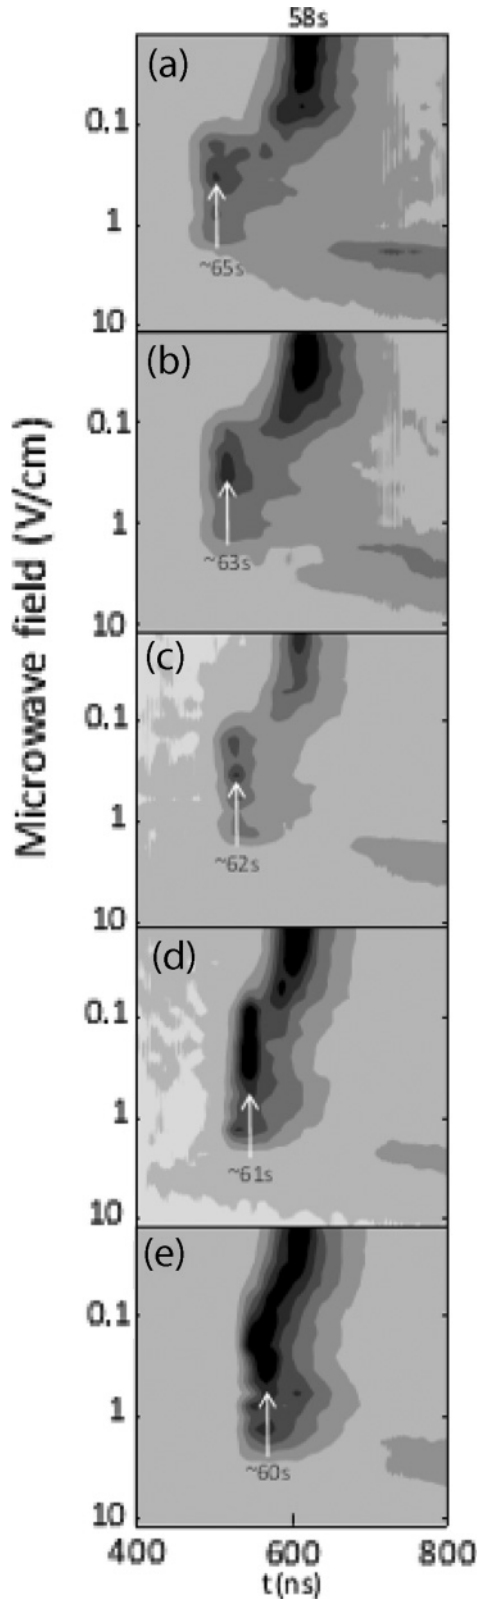 58s
(a)
0.1
1
~65s
10
(b)
0.1
1
~63s
10
(c)
0.1
1
~62s
10
(d)
0.1
1
~61s
10
(e)
0.1
1
~60s
10
Microwave field (V/cm)
400 600 800
t(ns)